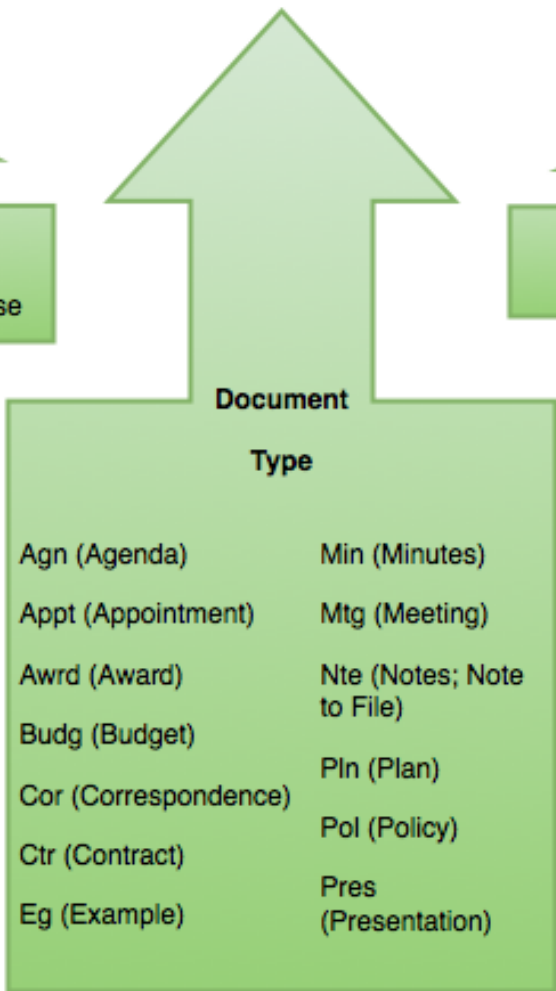 se
Document
Type
Agn (Agenda)
Appt (Appointment)
Awrd (Award)
Budg (Budget)
Cor (Correspondence)
Ctr (Contract)
Eg (Example)
Min (Minutes)
Mtg (Meeting)
Nte (Notes; Note
to File)
Pln (Plan)
Pol (Policy)
Pres
(Presentation)